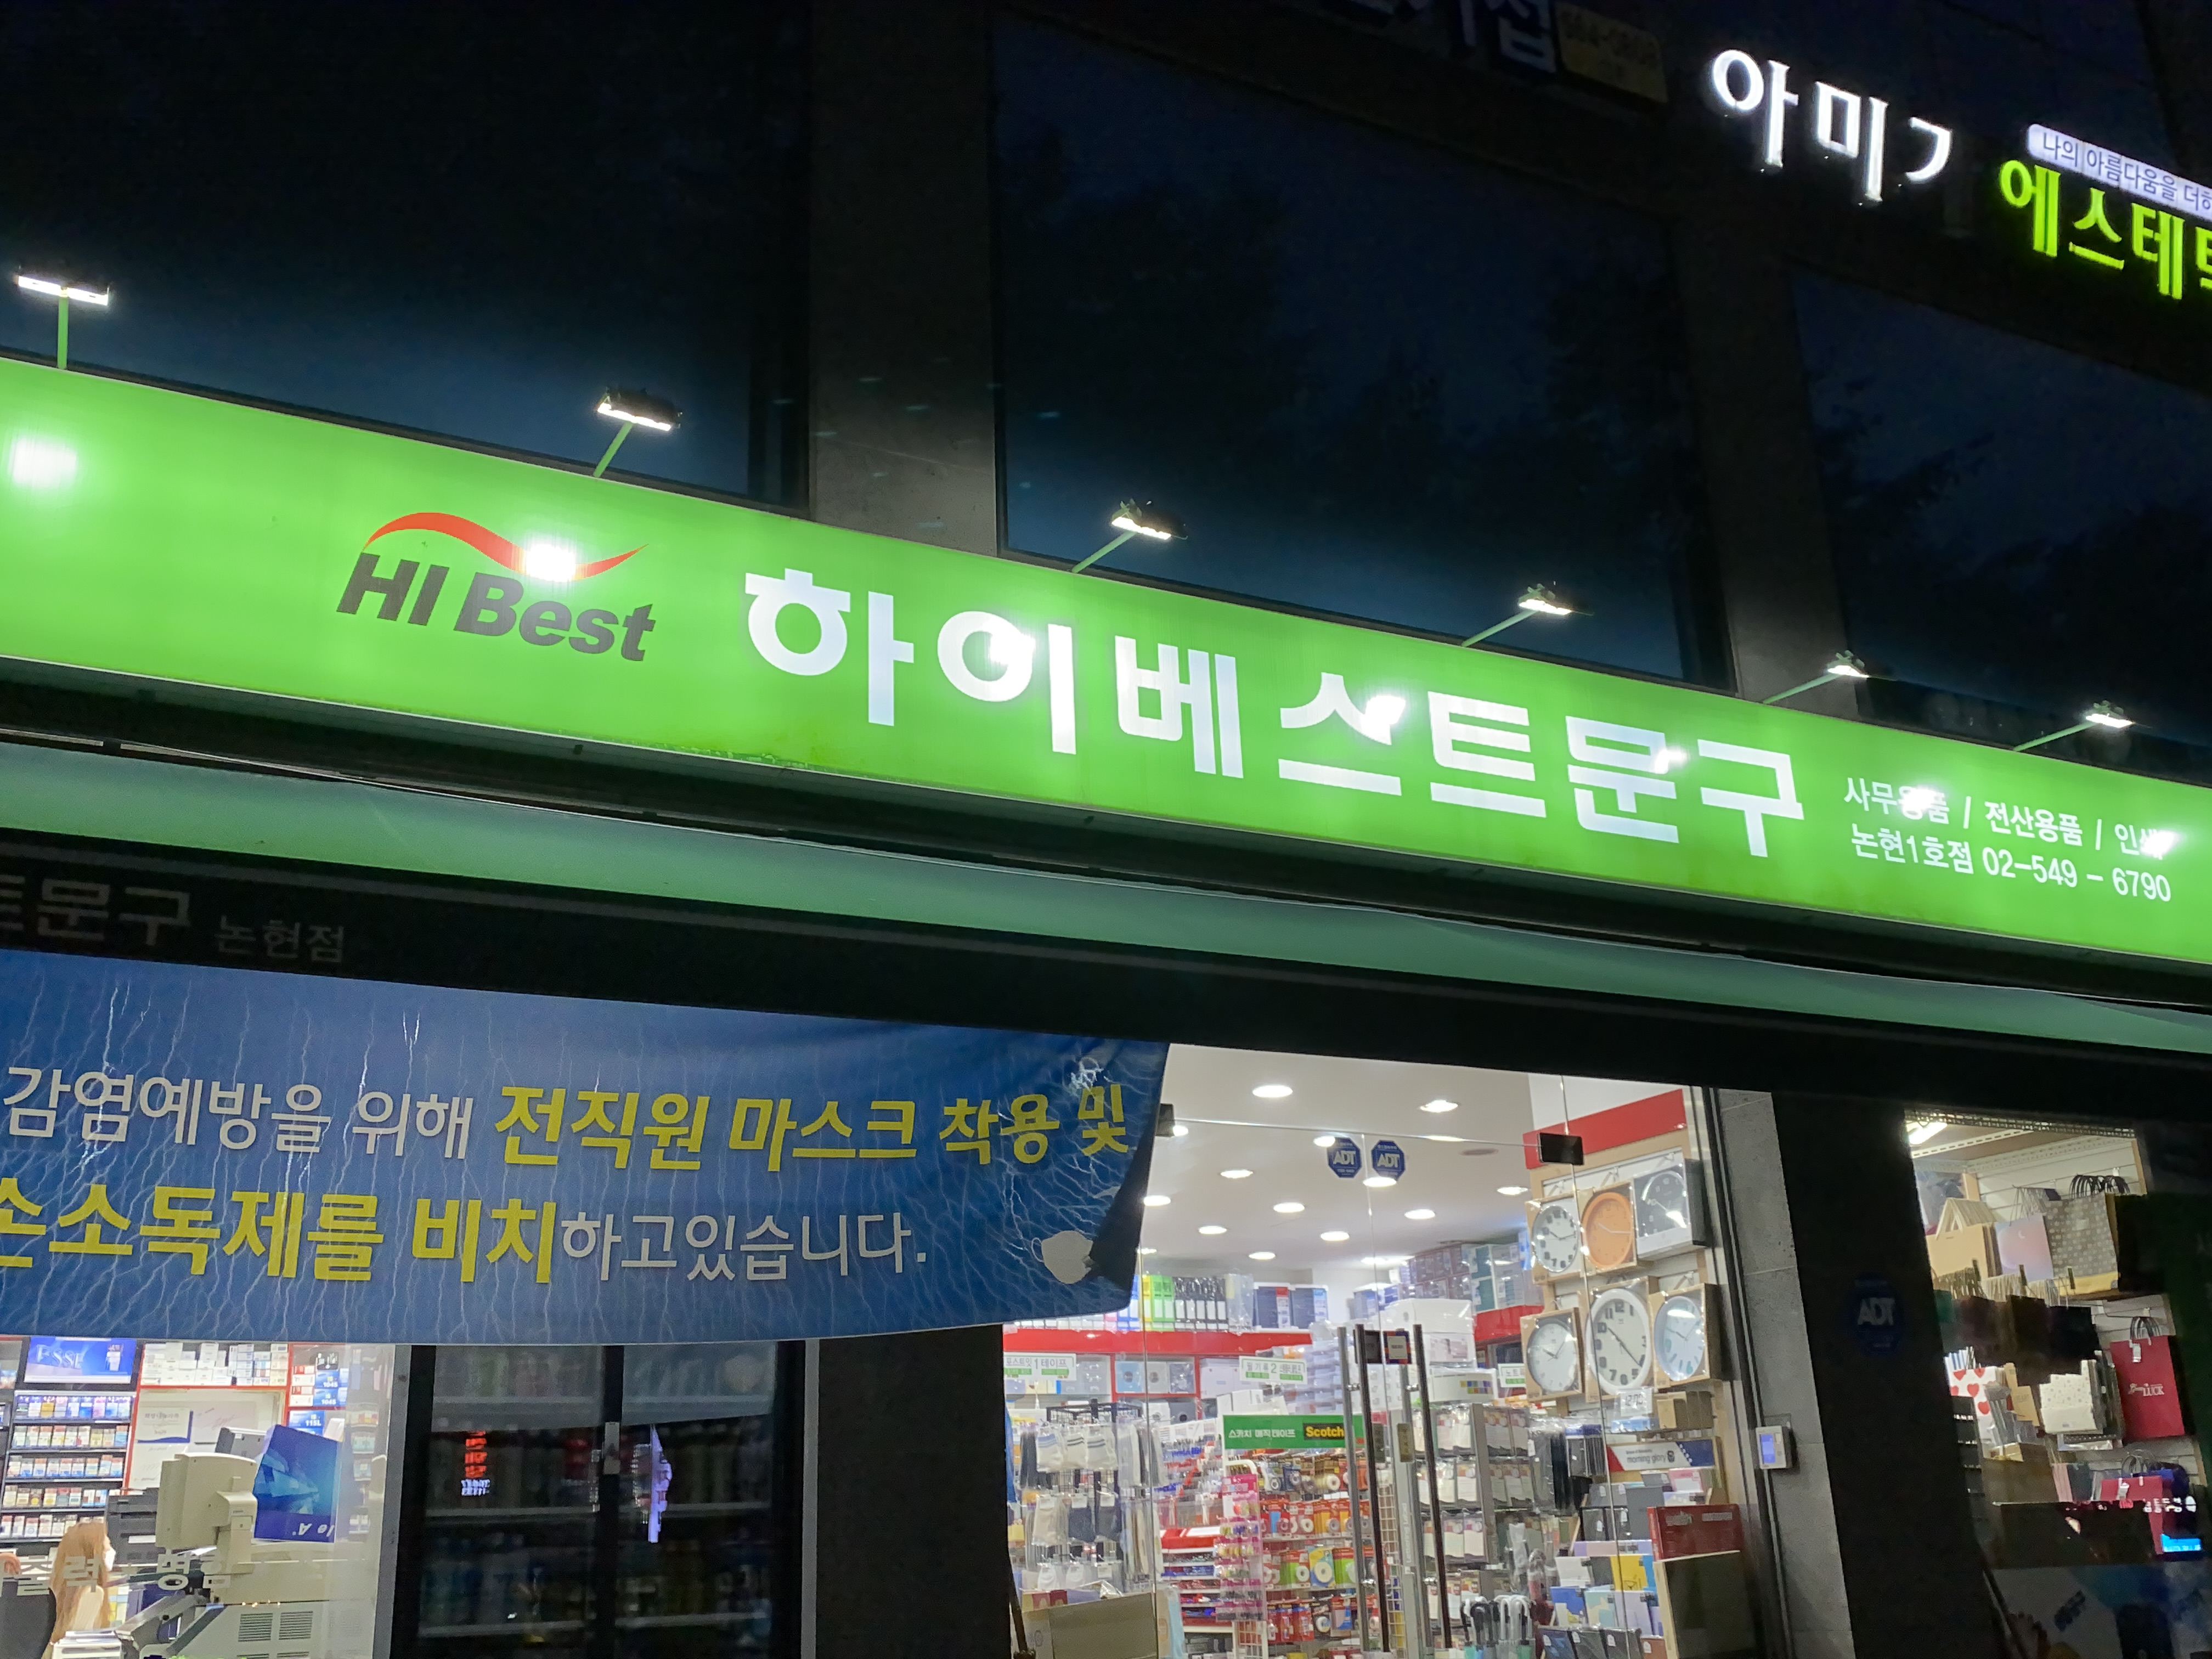 아미
나의 아름다움을
에스테
HI Best
하이베스트문구
사무용품 / 전산용품 / 인쇄
논현1호점 02-549-6790
트문구 논현점
감염예방을 위해 전직원 마스크 착용 및
손소독제를 비치하고있습니다.
ADT
ADT
ADT
ESSE
스카치 매직 테이프 Scotch
morning glory
LUCK